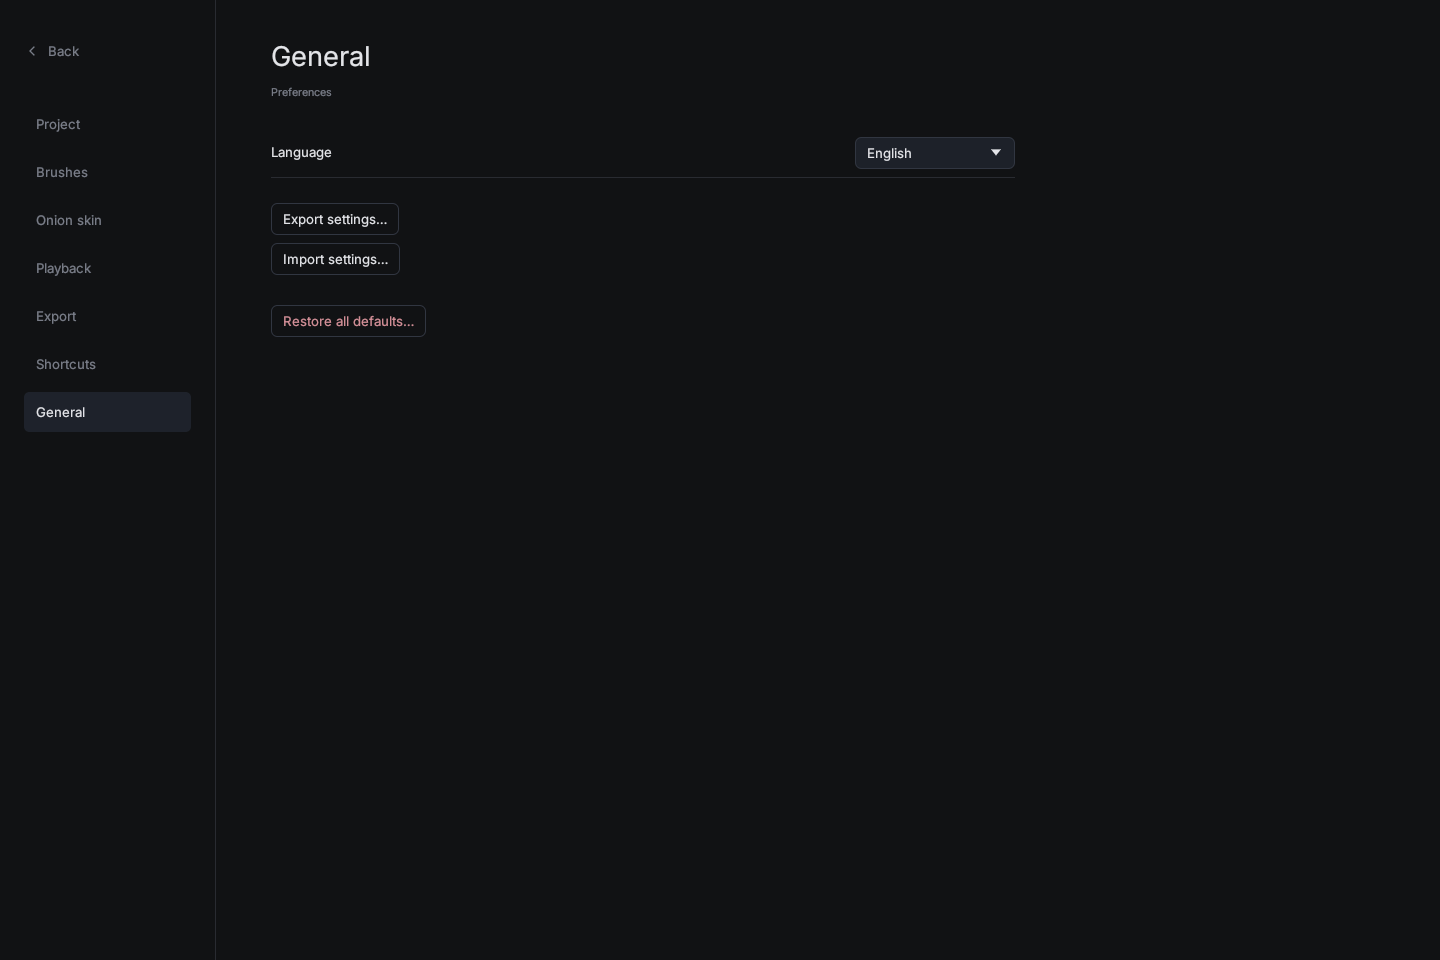 Back
Project
Brushes
Onion skin
Playback
Export
Shortcuts
General
General
Preferences
Language
English
Export settings...
Import settings...
Restore all defaults...